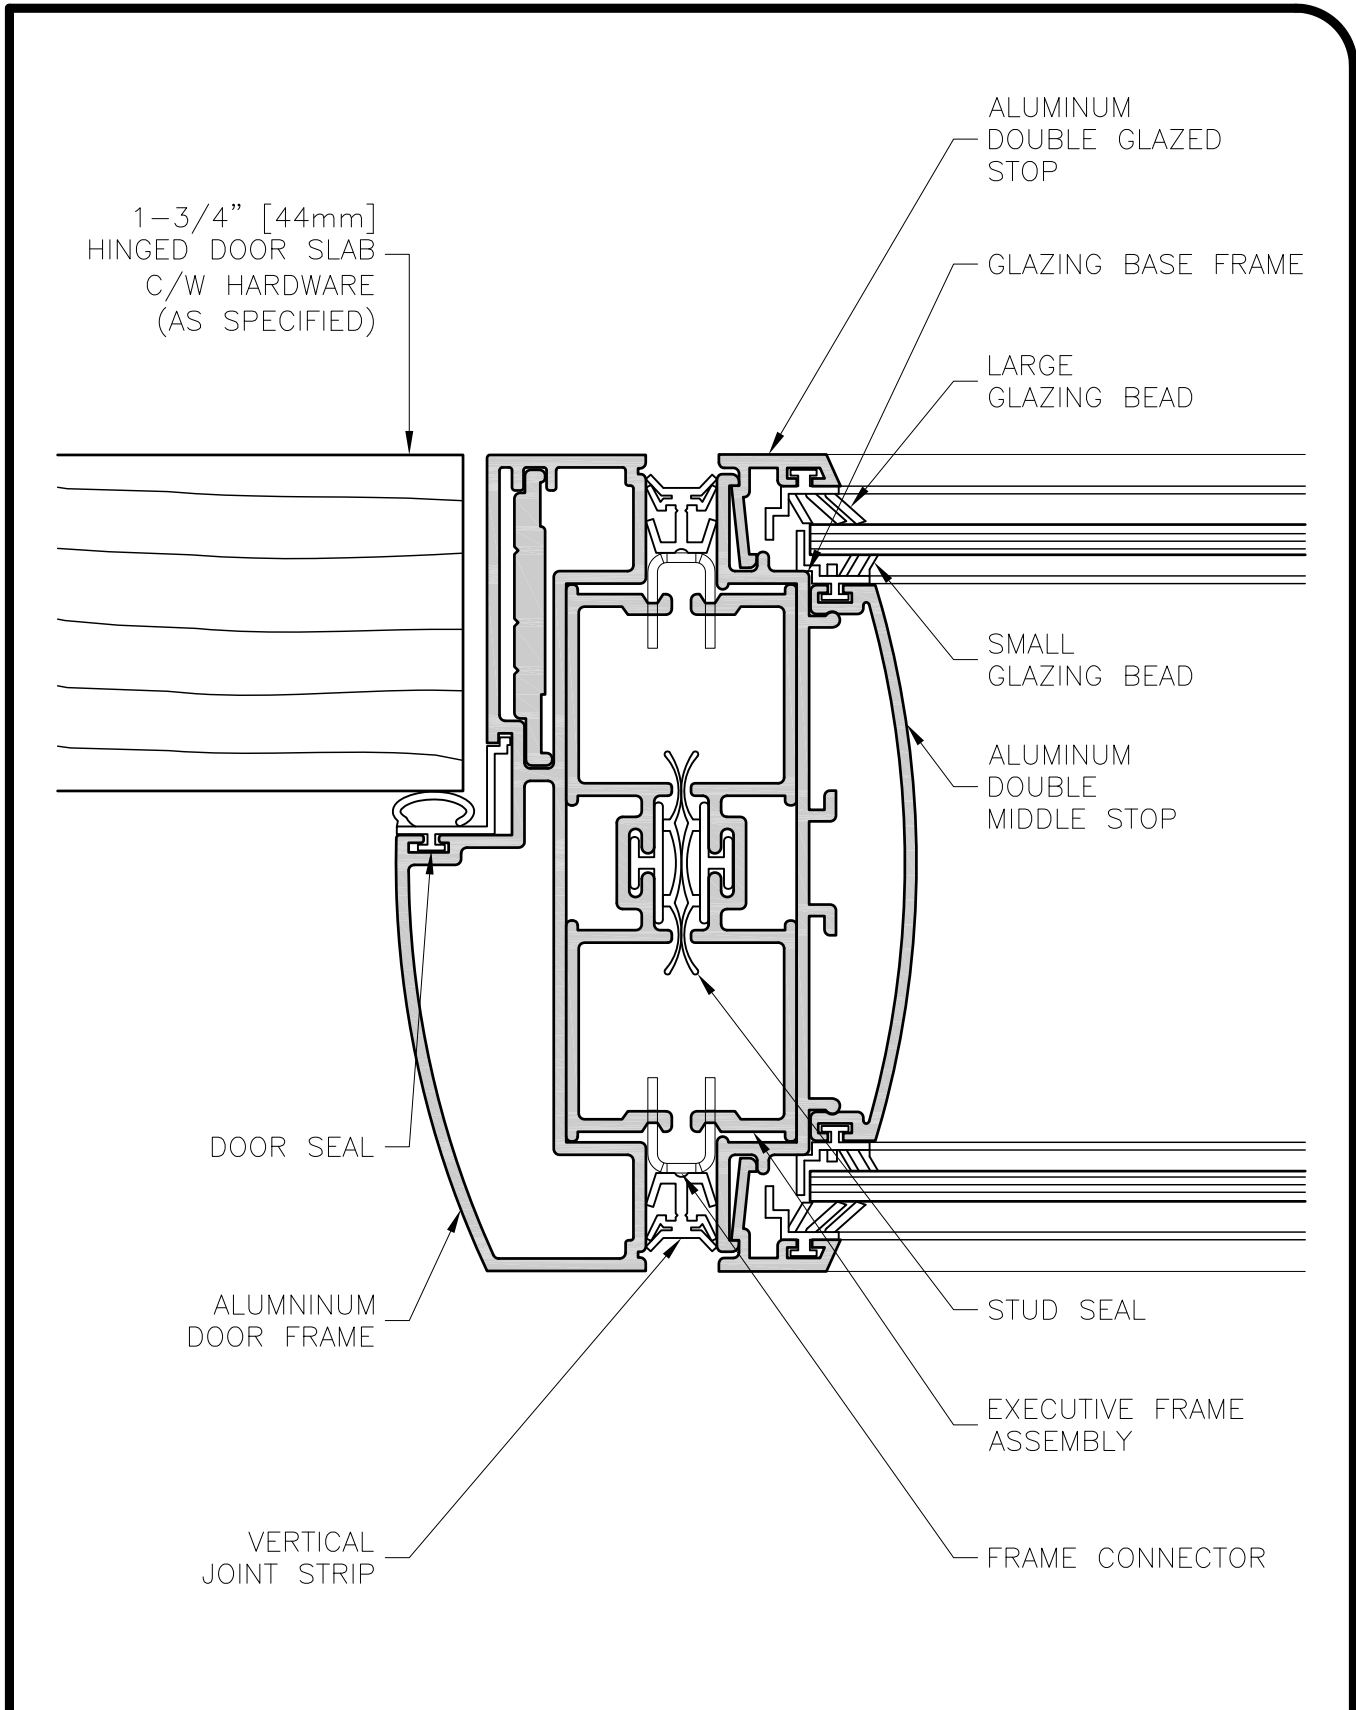 ALUMINUM
DOUBLE GLAZED
STOP
1-3/4" [44mm]
HINGED DOOR SLAB
C/W HARDWARE
(AS SPECIFIED)
GLAZING BASE FRAME
LARGE
GLAZING BEAD
SMALL
GLAZING BEAD
ALUMINUM
DOUBLE
MIDDLE STOP
DOOR SEAL
ALUMNINUM
DOOR FRAME
STUD SEAL
EXECUTIVE FRAME
ASSEMBLY
VERTICAL
JOINT STRIP
FRAME CONNECTOR